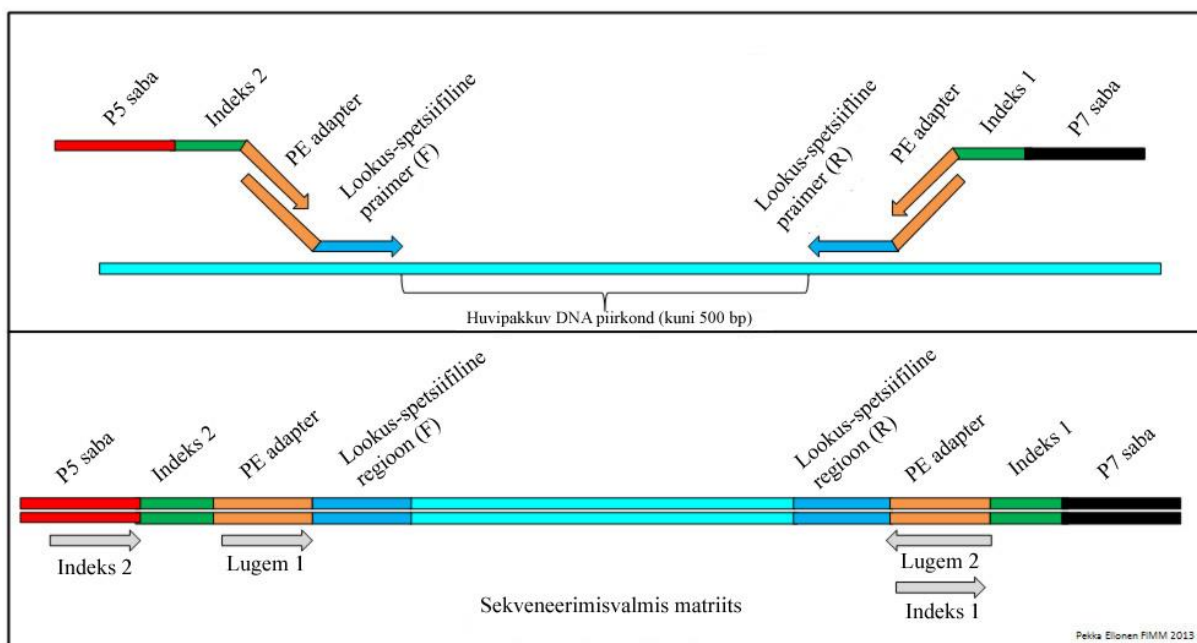 P5 saba
Indeks 2
PE adapter
Lookus-spetsiifiline
praimer (F)
Lookus-spetsiifline
praimer (R)
PE adapter
Indeks 1
P7 saba
Huvipakkuv DNA piirkond (kuni 500 bp)
P5 saba
Indeks 2
PE adapter
Lookus-spetsiifiline
regioon (F)
Lookus-spetsiifiline
regioon (R)
PE adapter
Indeks 1
P7 saba
Indeks 2
Lugem 1
Lugem 2
Indeks 1
Sekveneerimisvalmis matriits
Pekka Ellonen FIMM 2013